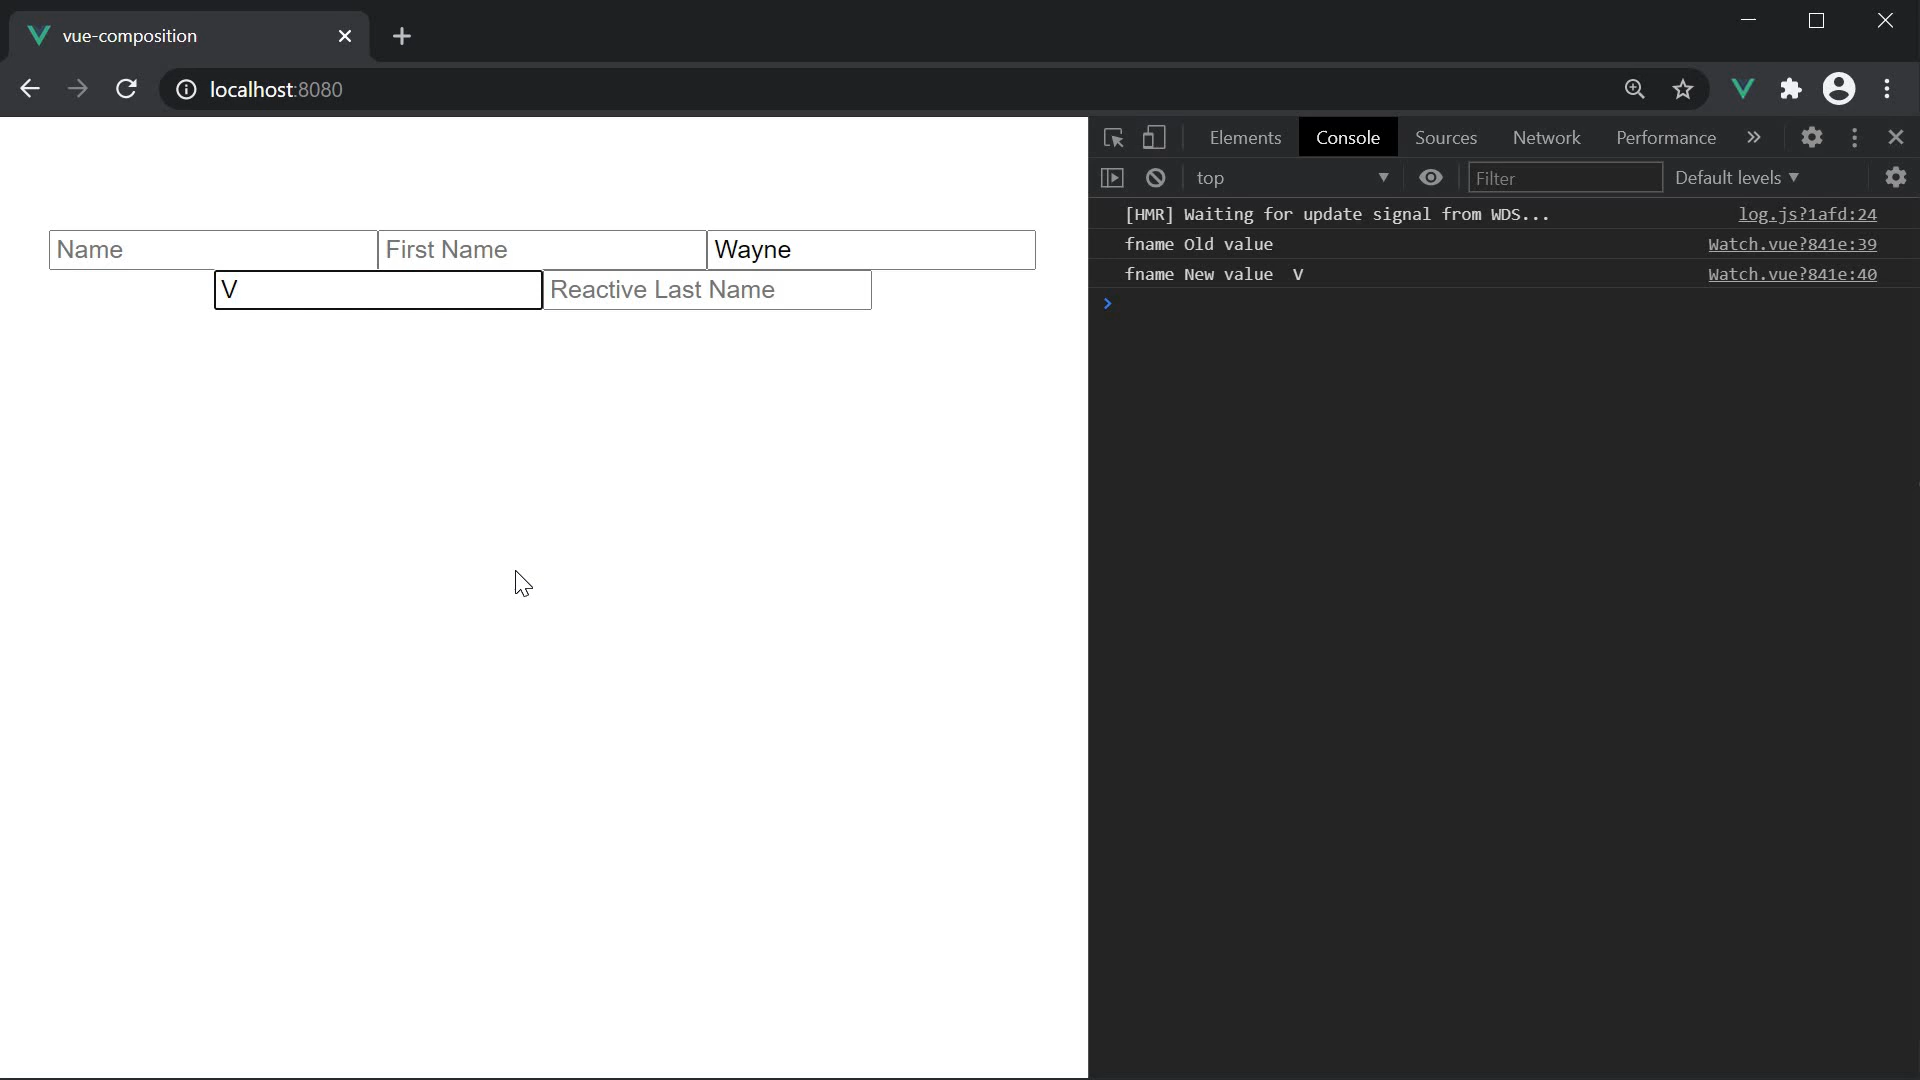 vue-composition
localhost:8080
Elements Console Sources Network Performance
top Filter Default levels
[HMR] Waiting for update signal from WDS... log.js?1afd:24
fname Old value Watch.vue?841e:39
fname New value V Watch.vue?841e:40
Name First Name Wayne
V Reactive Last Name